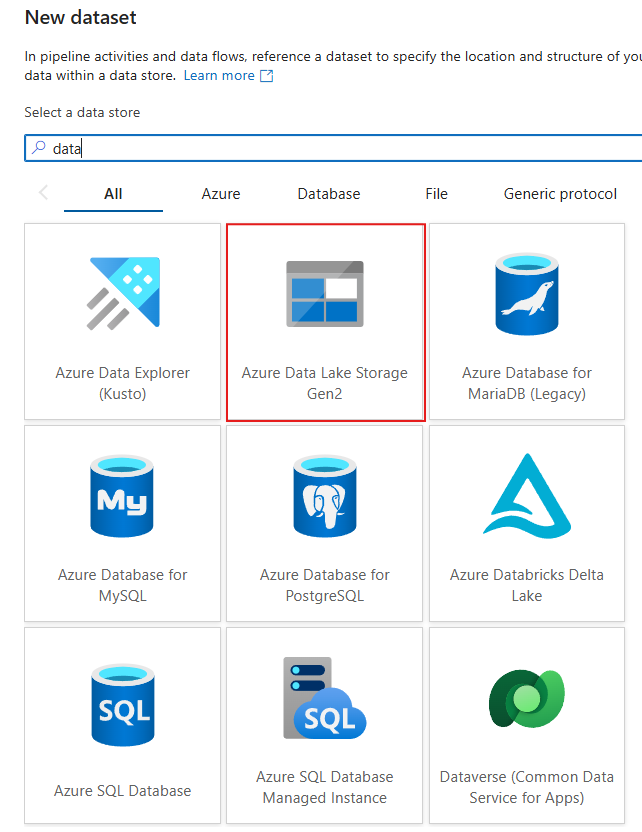 New dataset
In pipeline activities and data flows, reference a dataset to specify the location and structure of
data within a data store. Learn more
Select a data store
data
All Azure Database File Generic protocol
Azure Data Explorer
(Kusto)
Azure Data Lake Storage
Gen2
Azure Database for
MariaDB (Legacy)
My
Azure Database for
MySQL
Azure Database for
PostgreSQL
Azure Databricks Delta
Lake
SQL
Azure SQL Database
SQL
Azure SQL Database
Managed Instance
Dataverse (Common Data
Service for Apps)